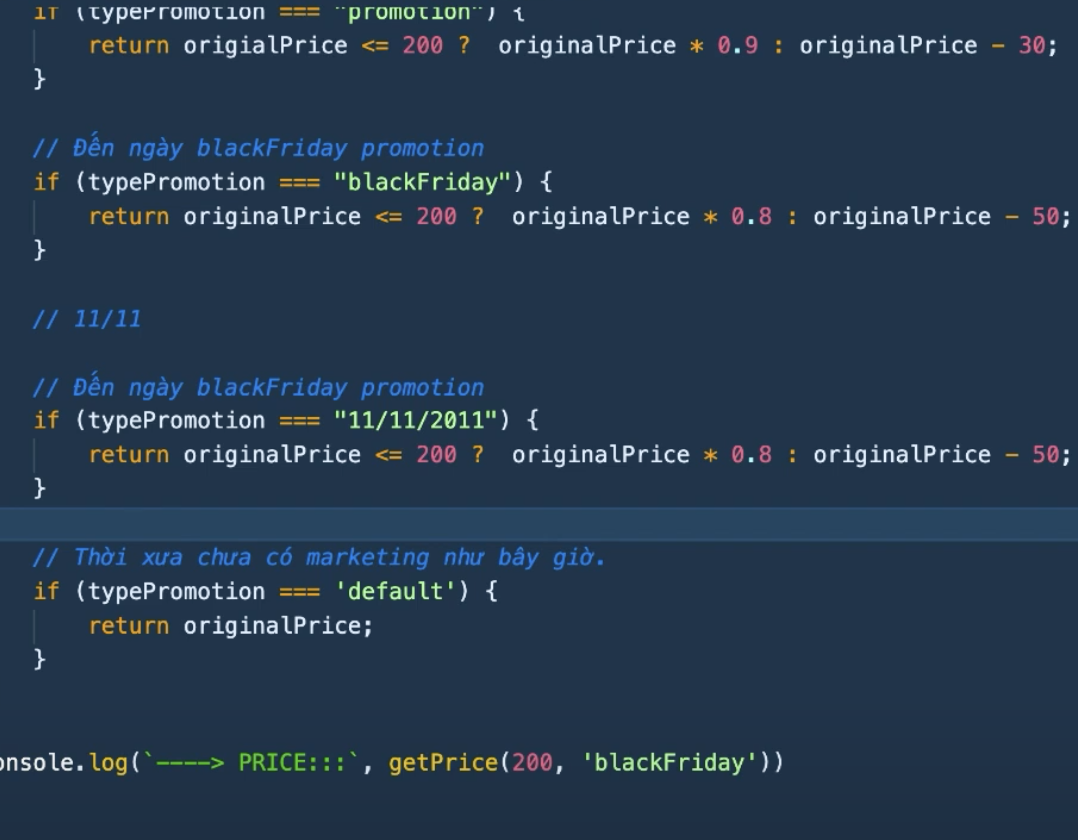 if (typePromotion === "promotion") {
return origialPrice <= 200 ?  originalPrice * 0.9 : originalPrice - 30;
}
// Đến ngày blackFriday promotion
if (typePromotion === "blackFriday") {
return originalPrice <= 200 ?  originalPrice * 0.8 : originalPrice - 50;
}
// 11/11
// Đến ngày blackFriday promotion
if (typePromotion === "11/11/2011") {
return originalPrice <= 200 ?  originalPrice * 0.8 : originalPrice - 50;
}
// Thời xưa chưa có marketing như bây giờ.
if (typePromotion === 'default') {
return originalPrice;
}
onsole.log(`----> PRICE:::`, getPrice(200, 'blackFriday'))